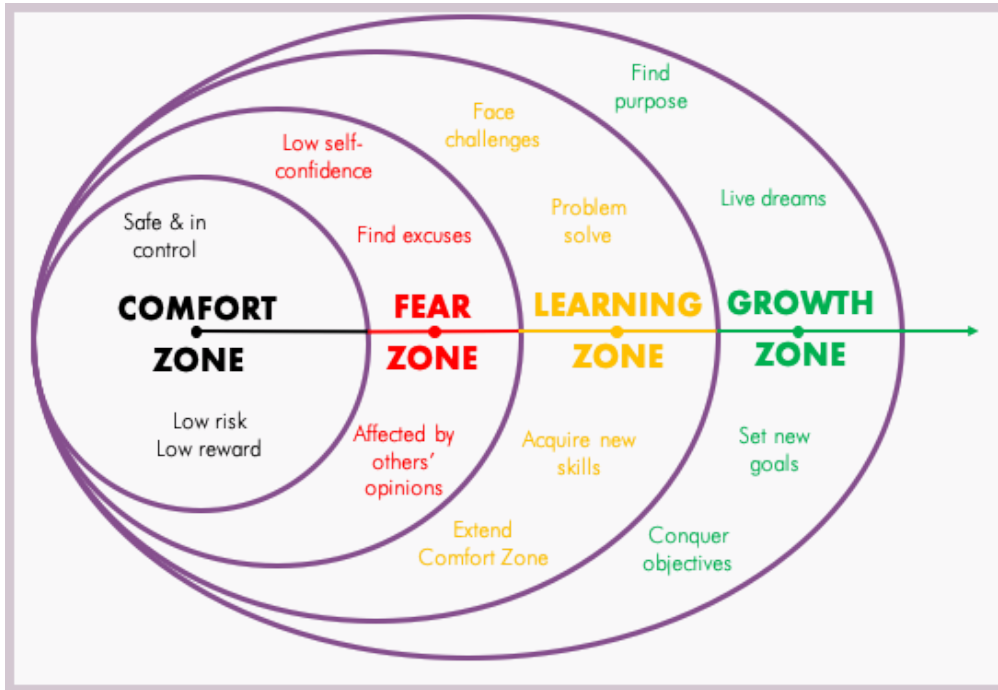 Safe & in
control
COMFORT
ZONE
Low risk
Low reward
Low self-
confidence
Find excuses
FEAR
ZONE
Affected by
others'
opinions
Face
challenges
Problem
solve
LEARNING
ZONE
Acquire new
skills
Extend
Comfort Zone
Find
purpose
Live dreams
GROWTH
ZONE
Set new
goals
Conquer
objectives